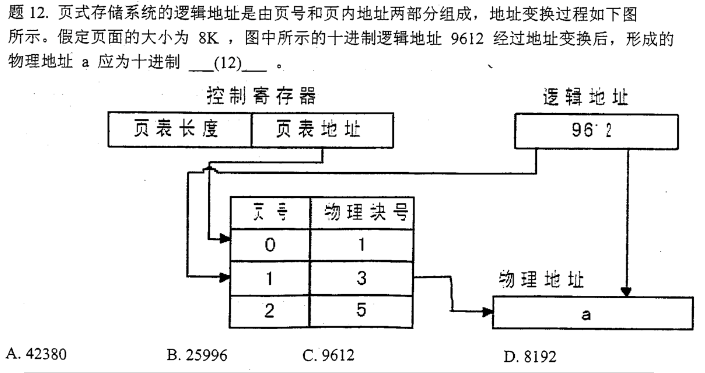 题 12. 页式存储系统的逻辑地址是由页号和页内地址两部分组成，地址变换过程如下图
所示。假定页面的大小为 8K ，图中所示的十进制逻辑地址 9612 经过地址变换后，形成的
物理地址 a 应为十进制 ___(12)___ 。
控制寄存器 逻辑地址
页表长度 页表地址
页号 物理块号
0 1
1 3
物理地址
2 5
a
A. 42380 B. 25996 C. 9612 D. 8192